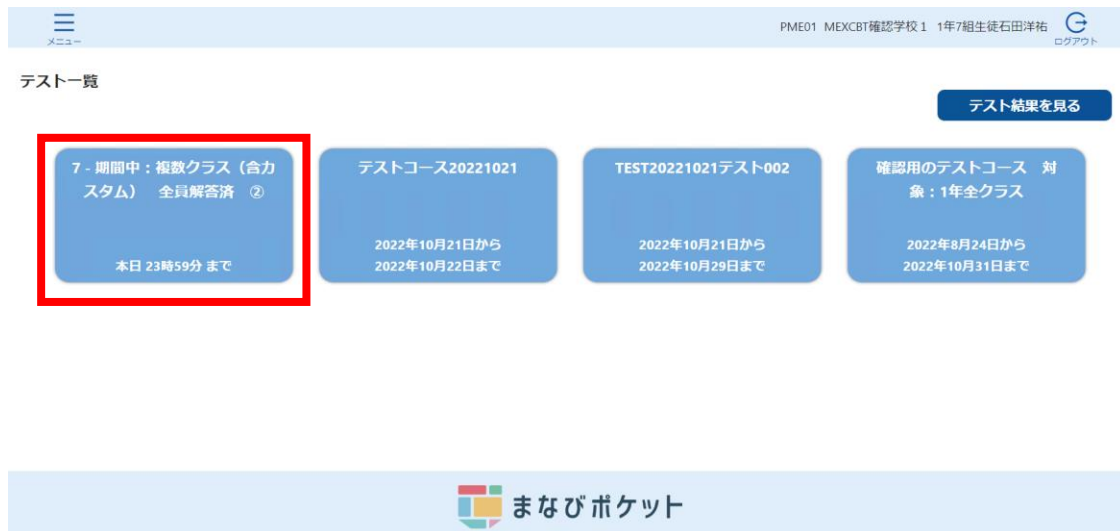 メニュー
PME01 MEXCBT確認学校１ 1年7組生徒石田洋祐
ログアウト
テスト一覧
テスト結果を見る
7 - 期間中：複数クラス（含カ
スタム） 全員解答済 ②
本日 23時59分 まで
テストコース20221021
2022年10月21日から
2022年10月22日まで
TEST20221021テスト002
2022年10月21日から
2022年10月29日まで
確認用のテストコース 対
象：1年全クラス
2022年8月24日から
2022年10月31日まで
まなびポケット